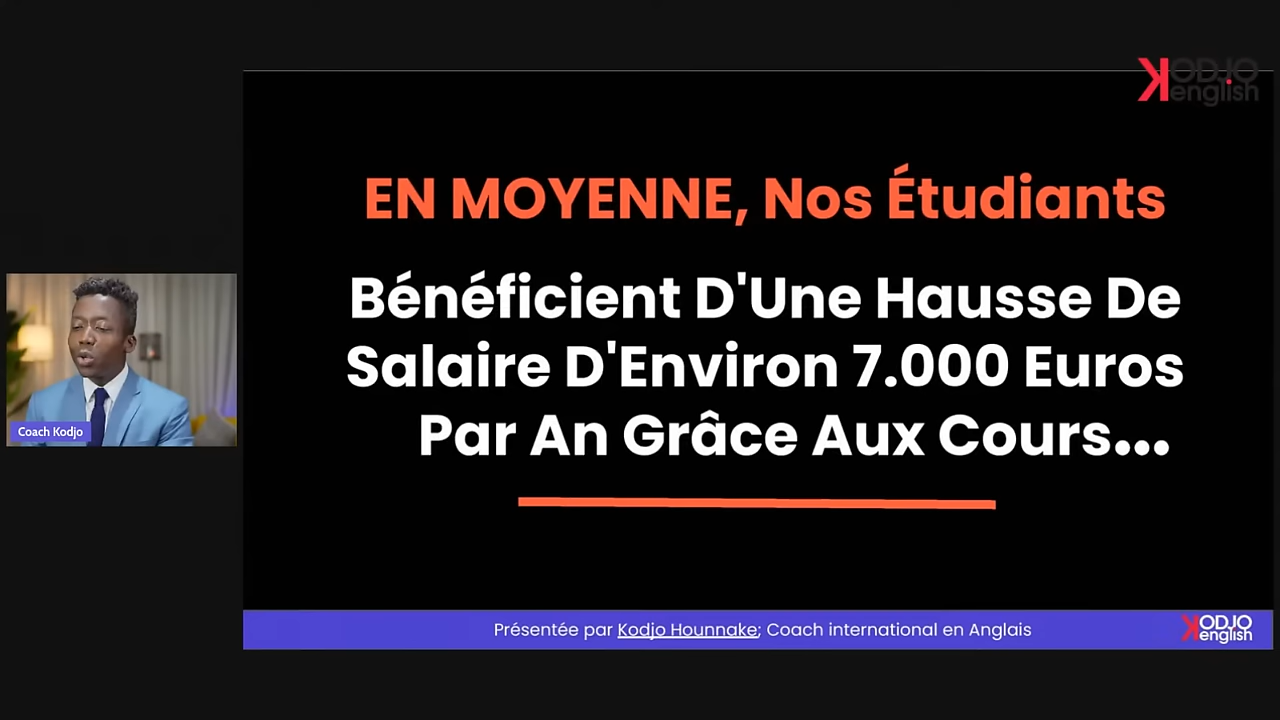 KODJO
english
EN MOYENNE, Nos Étudiants
Bénéficient D'Une Hausse De
Salaire D'Environ 7.000 Euros
Par An Grâce Aux Cours...
Coach Kodjo
Présentée par Kodjo Hounnake; Coach international en Anglais
KODJO
english